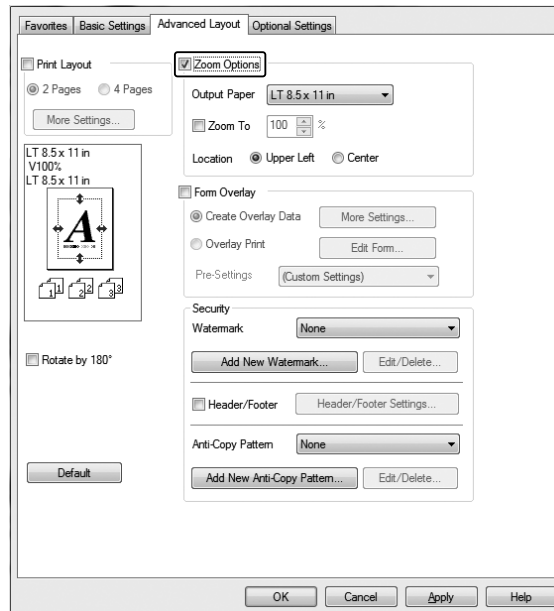 Favorites Basic Settings Advanced Layout Optional Settings
Print Layout
2 Pages 4 Pages
More Settings...
LT 8.5 x 11 in
V100%
LT 8.5 x 11 in
A
1 1 2 2 3 3
Rotate by 180°
Default
Zoom Options
Output Paper LT 8.5 x 11 in
Zoom To 100 %
Location Upper Left Center
Form Overlay
Create Overlay Data More Settings...
Overlay Print Edit Form...
Pre-Settings (Custom Settings)
Security
Watermark None
Add New Watermark... Edit/Delete...
Header/Footer Header/Footer Settings...
Anti-Copy Pattern None
Add New Anti-Copy Pattern... Edit/Delete...
OK Cancel Apply Help